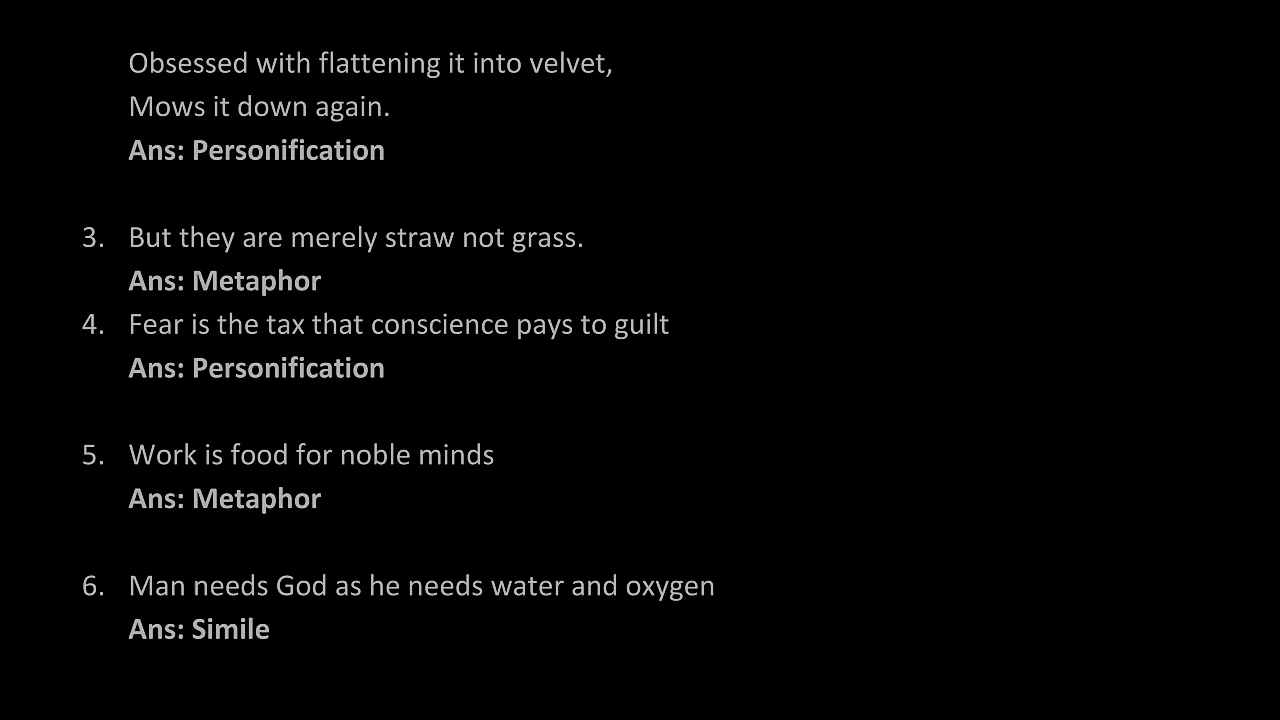 Obsessed with flattening it into velvet,
Mows it down again.
Ans: Personification
3. But they are merely straw not grass.
Ans: Metaphor
4. Fear is the tax that conscience pays to guilt
Ans: Personification
5. Work is food for noble minds
Ans: Metaphor
6. Man needs God as he needs water and oxygen
Ans: Simile